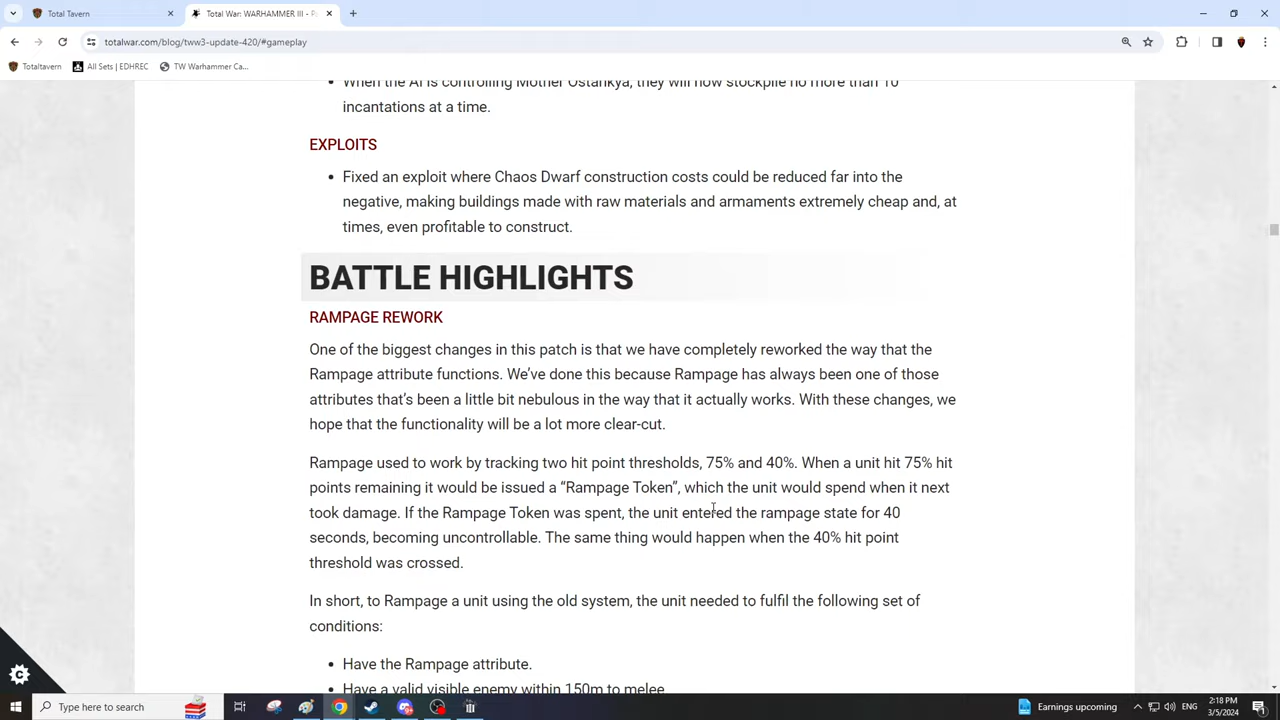 Total Tavern
Total War: WARHAMMER III - P
totalwar.com/blog/tww3-update-420/#gameplay
Totaltavern
All Sets | EDHREC
TW Warhammer Ca...
When the AI is controlling Mother Ostankya, they will now stockpile no more than 10
incantations at a time.
EXPLOITS
• Fixed an exploit where Chaos Dwarf construction costs could be reduced far into the
negative, making buildings made with raw materials and armaments extremely cheap and, at
times, even profitable to construct.
BATTLE HIGHLIGHTS
RAMPAGE REWORK
One of the biggest changes in this patch is that we have completely reworked the way that the
Rampage attribute functions. We’ve done this because Rampage has always been one of those
attributes that’s been a little bit nebulous in the way that it actually works. With these changes, we
hope that the functionality will be a lot more clear-cut.
Rampage used to work by tracking two hit point thresholds, 75% and 40%. When a unit hit 75% hit
points remaining it would be issued a “Rampage Token”, which the unit would spend when it next
took damage. If the Rampage Token was spent, the unit entered the rampage state for 40
seconds, becoming uncontrollable. The same thing would happen when the 40% hit point
threshold was crossed.
In short, to Rampage a unit using the old system, the unit needed to fulfil the following set of
conditions:
• Have the Rampage attribute.
• Have a valid visible enemy within 150m to melee
Type here to search
Earnings upcoming
ENG
2:18 PM
3/5/2024